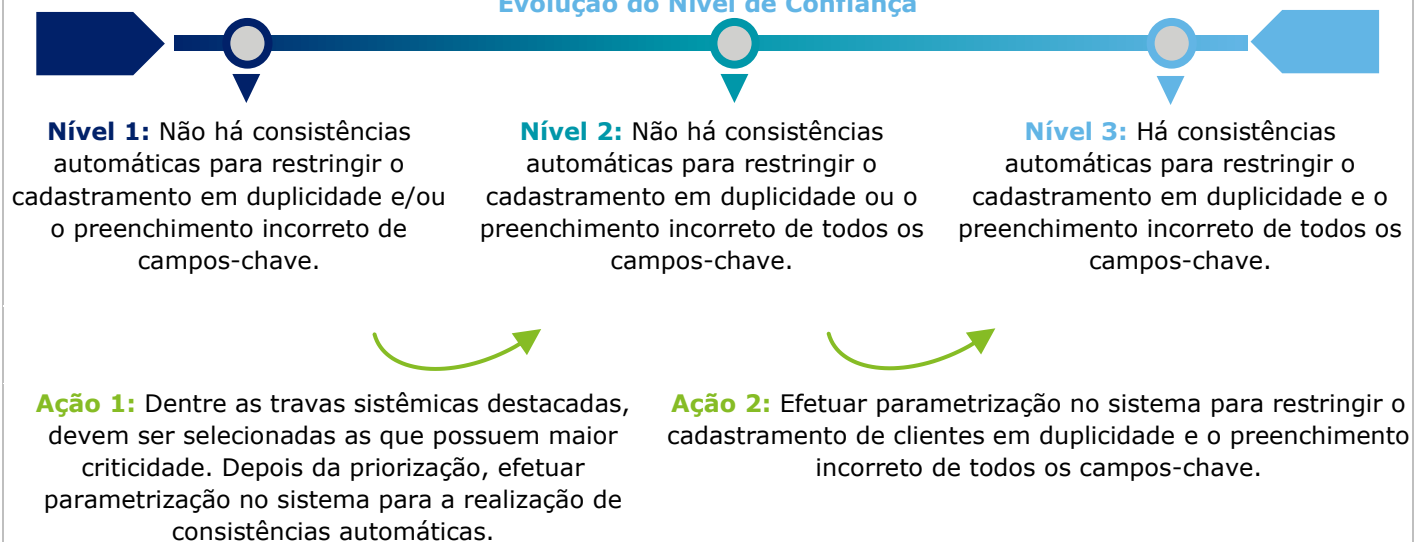 Evolução do Nível de Confiança
Nível 1: Não há consistências
automáticas para restringir o
cadastramento em duplicidade e/ou
o preenchimento incorreto de
campos-chave.
Nível 2: Não há consistências
automáticas para restringir o
cadastramento em duplicidade ou o
preenchimento incorreto de todos os
campos-chave.
Nível 3: Há consistências
automáticas para restringir o
cadastramento em duplicidade e o
preenchimento incorreto de todos os
campos-chave.
Ação 1: Dentre as travas sistêmicas destacadas,
devem ser selecionadas as que possuem maior
criticidade. Depois da priorização, efetuar
parametrização no sistema para a realização de
consistências automáticas.
Ação 2: Efetuar parametrização no sistema para restringir o
cadastramento de clientes em duplicidade e o preenchimento
incorreto de todos os campos-chave.